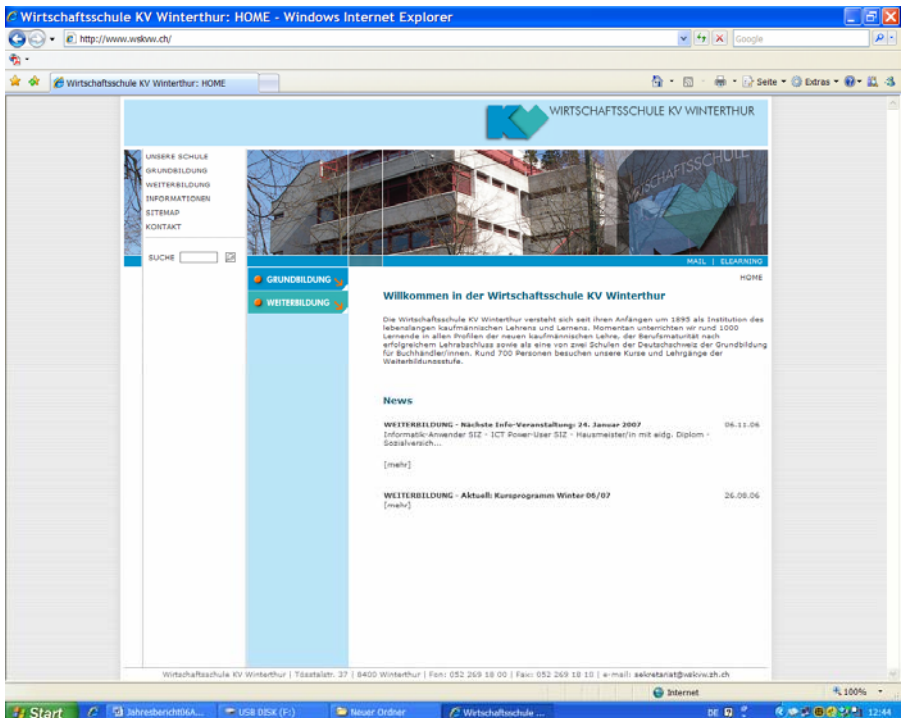 Wirtschaftsschule KV Winterthur: HOME - Windows Internet Explorer
http://www.wskvw.ch/
Google
Wirtschaftsschule KV Winterthur: HOME
Seite
Extras
WIRTSCHAFTSSCHULE KV WINTERTHUR
UNSERE SCHULE
GRUNDBILDUNG
WEITERBILDUNG
INFORMATIONEN
SITEMAP
KONTAKT
SUCHE
WIRTSCHAFTSSCHULE
MAIL | ELEARNING
HOME
GRUNDBILDUNG
WEITERBILDUNG
Willkommen in der Wirtschaftsschule KV Winterthur
Die Wirtschaftsschule KV Winterthur versteht sich seit ihren Anfängen um 1895 als Institution des
lebenslangen kaufmännischen Lehrens und Lernens. Momentan unterrichten wir rund 1000
Lernende in allen Profilen der neuen kaufmännischen Lehre, der Berufsmaturität nach
erfolgreichem Lehrabschluss sowie als eine von zwei Schulen der Deutschschweiz der Grundbildung
für Buchhändler/innen. Rund 700 Personen besuchen unsere Kurse und Lehrgänge der
Weiterbildungsstufe.
News
WEITERBILDUNG - Nächste Info-Veranstaltung: 24. Januar 2007 06.11.06
Informatik-Anwender SIZ - ICT Power-User SIZ - Hausmeister/in mit eidg. Diplom -
Sozialversich...
[mehr]
WEITERBILDUNG - Aktuell: Kursprogramm Winter 06/07 26.08.06
[mehr]
Wirtschaftsschule KV Winterthur | Tösstalstr. 37 | 8400 Winterthur | Fon: 052 269 18 00 | Fax: 052 269 18 10 | e-mail: sekretariat@wskvw.zh.ch
Internet
100%
Start
Jahresbericht06A...
USB DISK (F:)
Neuer Ordner
Wirtschaftsschule ...
DE
12:44